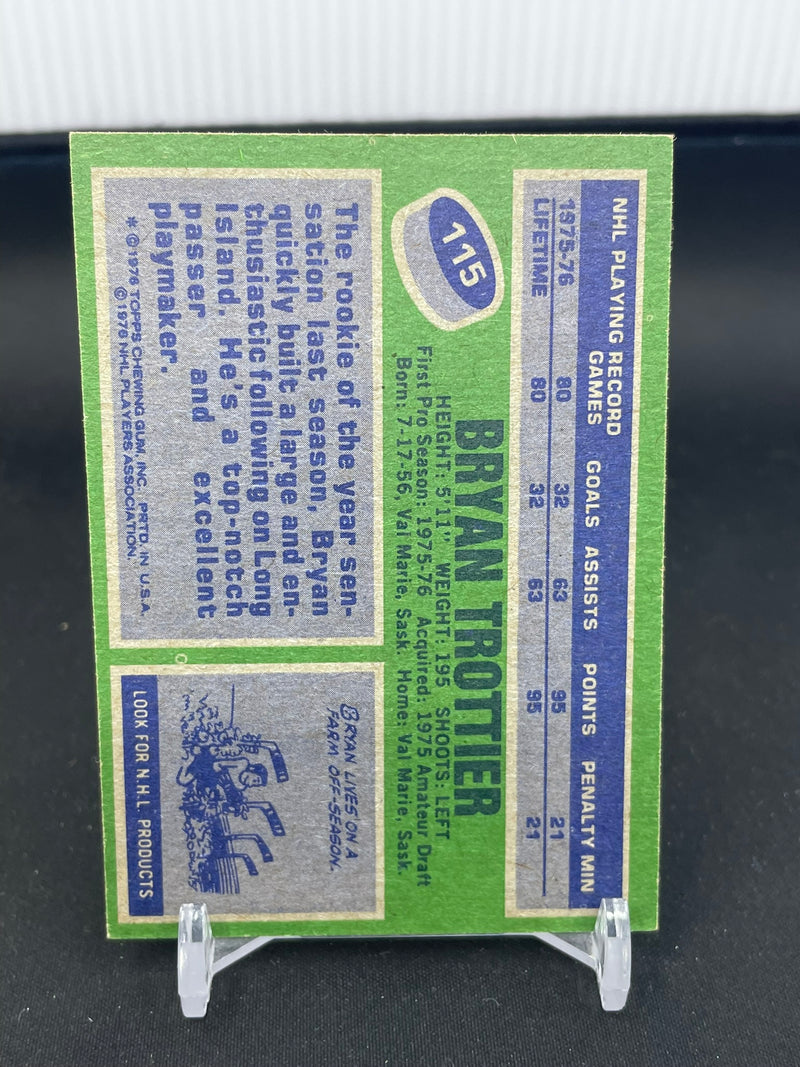 NHL PLAYING RECORD
GAMES GOALS ASSISTS POINTS PENALTY MIN
1975-76 80 32 63 95 21
LIFETIME 80 32 63 95 21
115
BRYAN TROTTIER
HEIGHT: 5'11" WEIGHT: 195 SHOOTS: LEFT
First Pro Season: 1975-76 Acquired: 1975 Amateur Draft
Born: 7-17-56, Val Marie, Sask. Home: Val Marie, Sask.
The rookie of the year sen-
sation last season, Bryan
quickly built a large and en-
thusiastic following on Long
Island. He's a top-notch
passer and excellent
playmaker.
* © 1976 TOPPS CHEWING GUM, INC. PRTD. IN U.S.A.
© 1976 NHL PLAYERS ASSOCIATION.
BRYAN LIVES ON A
FARM OFF-SEASON.
LOOK FOR N.H.L. PRODUCTS